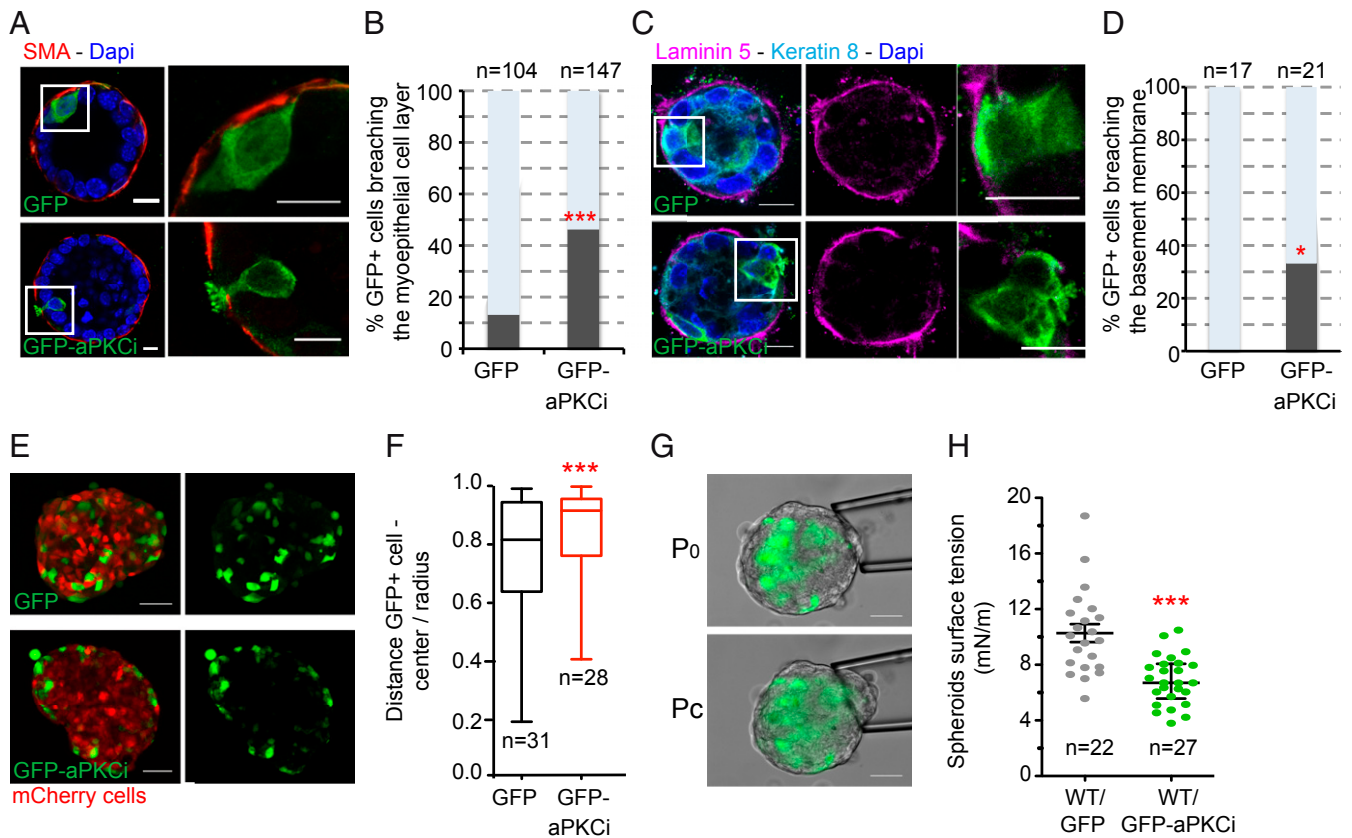 A
SMA - Dapi
GFP
GFP-aPKCi
B
n=104 n=147
% GFP+ cells breaching
the myoepithelial cell layer
100
80
60
40
20
0
***
GFP
GFP-
aPKCi
C
Laminin 5 - Keratin 8 - Dapi
GFP
GFP-aPKCi
D
n=17 n=21
% GFP+ cells breaching
the basement membrane
100
80
60
40
20
0
*
GFP
GFP-
aPKCi
E
GFP
GFP-aPKCi
mCherry cells
F
***
Distance GFP+ cell -
center / radius
1.0
0.8
0.6
0.4
0.2
0.0
n=31
n=28
GFP
GFP-
aPKCi
G
P0
Pc
H
Spheroids surface tension
(mN/m)
20
16
12
8
4
0
***
n=22
n=27
WT/
GFP
WT/
GFP-aPKCi